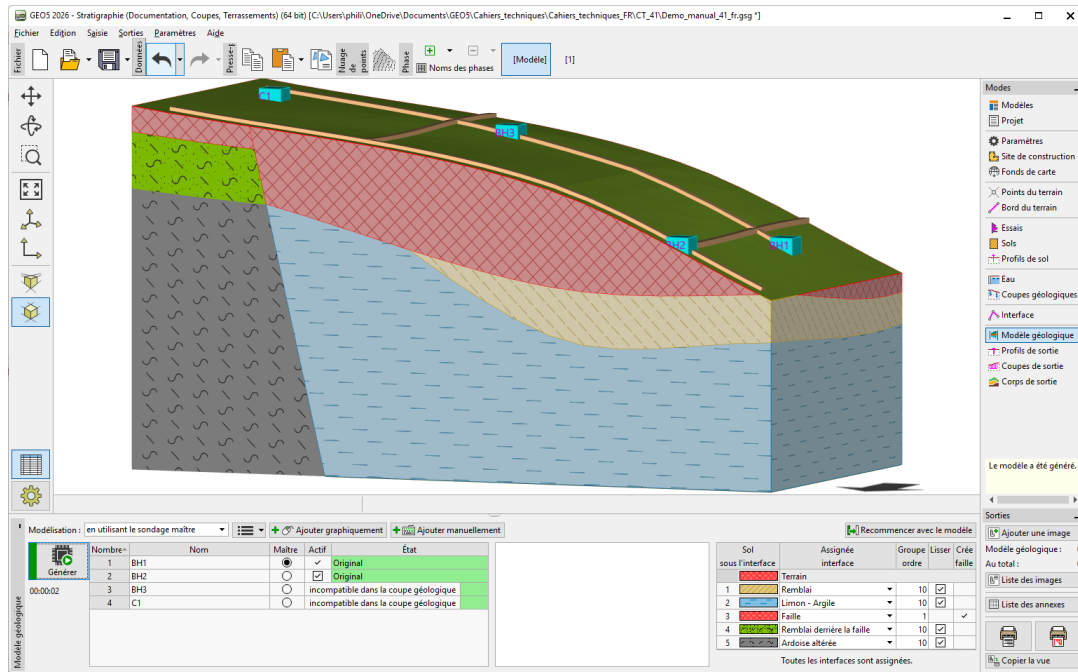 GEO5 2026 - Stratigraphie (Documentation, Coupes, Terrassements) (64 bit) [C:\Users\phili\OneDrive\Documents\GEO5\Cahiers_techniques\Cahiers_techniques_FR\CT_41\Demo_manual_41_fr.gsg *]
Fichier Edition Saisie Sorties Paramètres Aide
Fichier
Données
Presse-p
Nuage de points
Phase
Noms des phases
[Modèle]
[1]
C1
BH3
BH2
BH1
Modes
Modèles
Projet
Paramètres
Site de construction
Fonds de carte
Points du terrain
Bord du terrain
Essais
Sols
Profils de sol
Eau
Coupes géologiques
Interface
Modèle géologique
Profils de sortie
Coupes de sortie
Corps de sortie
Le modèle a été généré.
Sorties
Ajouter une image
Modèle géologique :
Au total :
Liste des images
Liste des annexes
Copier la vue
Modèle géologique
Modélisation : en utilisant le sondage maître
Ajouter graphiquement
Ajouter manuellement
Recommencer avec le modèle
Générer
00:00:02
Nombre Nom Maître Actif État
1 BH1 Original
2 BH2 Original
3 BH3 incompatible dans la coupe géologique
4 C1 incompatible dans la coupe géologique
Sol Assignée Groupe Lisser Crée
sous l'interface interface ordre faille
Terrain
1 Remblai 10
2 Limon - Argile 10
3 Faille 1
4 Remblai derrière la faille 10
5 Ardoise altérée 10
Toutes les interfaces sont assignées.